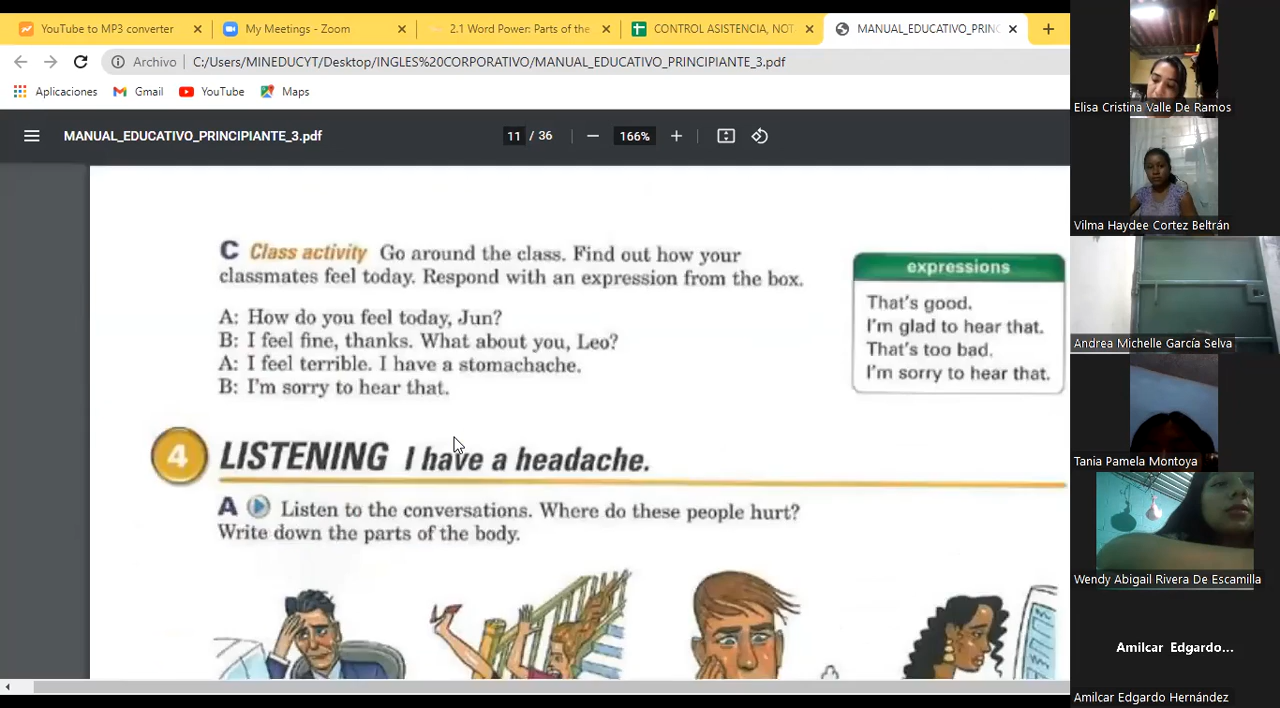 YouTube to MP3 converter
My Meetings - Zoom
2.1 Word Power: Parts of the
CONTROL ASISTENCIA, NOT
MANUAL_EDUCATIVO_PRINC
Archivo C:/Users/MINEDUCYT/Desktop/INGLES%20CORPORATIVO/MANUAL_EDUCATIVO_PRINCIPIANTE_3.pdf
Aplicaciones Gmail YouTube Maps
MANUAL_EDUCATIVO_PRINCIPIANTE_3.pdf
11 / 36
166%
C Class activity Go around the class. Find out how your
classmates feel today. Respond with an expression from the box.
A: How do you feel today, Jun?
B: I feel fine, thanks. What about you, Leo?
A: I feel terrible. I have a stomachache.
B: I'm sorry to hear that.
expressions
That's good.
I'm glad to hear that.
That's too bad.
I'm sorry to hear that.
4 LISTENING I have a headache.
A Listen to the conversations. Where do these people hurt?
Write down the parts of the body.
Elisa Cristina Valle De Ramos
Vilma Haydee Cortez Beltrán
Andrea Michelle García Selva
Tania Pamela Montoya
Wendy Abigail Rivera De Escamilla
Amilcar Edgardo...
Amilcar Edgardo Hernández